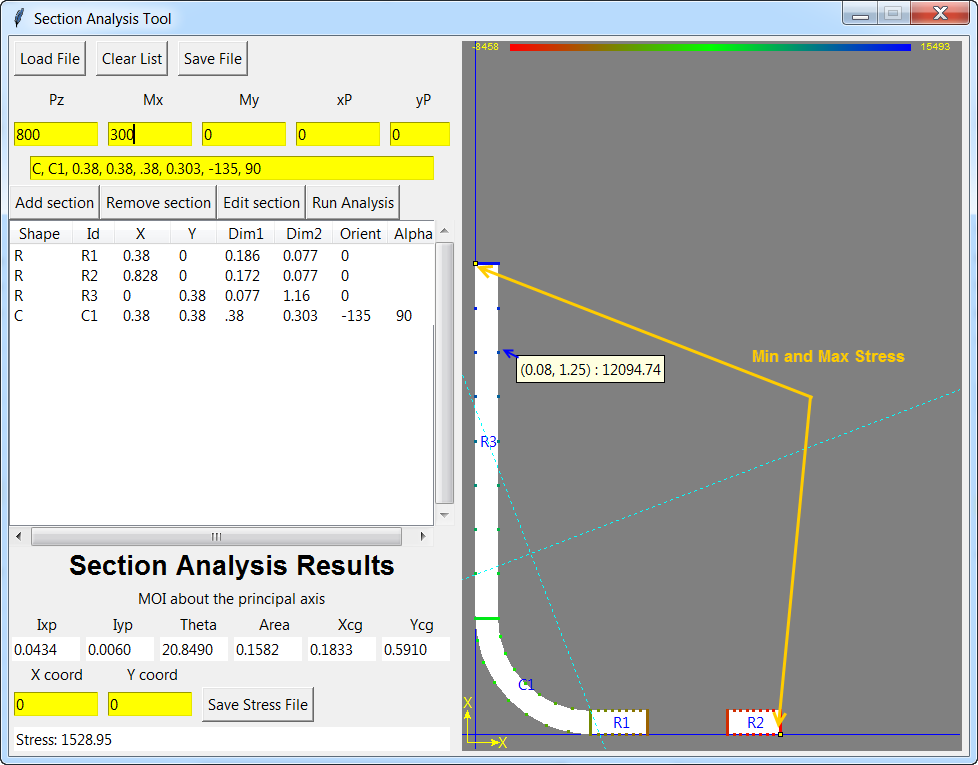 Section Analysis Tool
Load File Clear List Save File
Pz Mx My xP yP
800 300 0 0 0
C, C1, 0.38, 0.38, .38, 0.303, -135, 90
Add section Remove section Edit section Run Analysis
Shape Id X Y Dim1 Dim2 Orient Alpha
R R1 0.38 0 0.186 0.077 0
R R2 0.828 0 0.172 0.077 0
R R3 0 0.38 0.077 1.16 0
C C1 0.38 0.38 .38 0.303 -135 90
Section Analysis Results
MOI about the principal axis
Ixp Iyp Theta Area Xcg Ycg
0.0434 0.0060 20.8490 0.1582 0.1833 0.5910
X coord Y coord
0 0 Save Stress File
Stress: 1528.95
-8458 15493
Min and Max Stress
(0.08, 1.25) : 12094.74
R3
C1
X
R1 R2
X